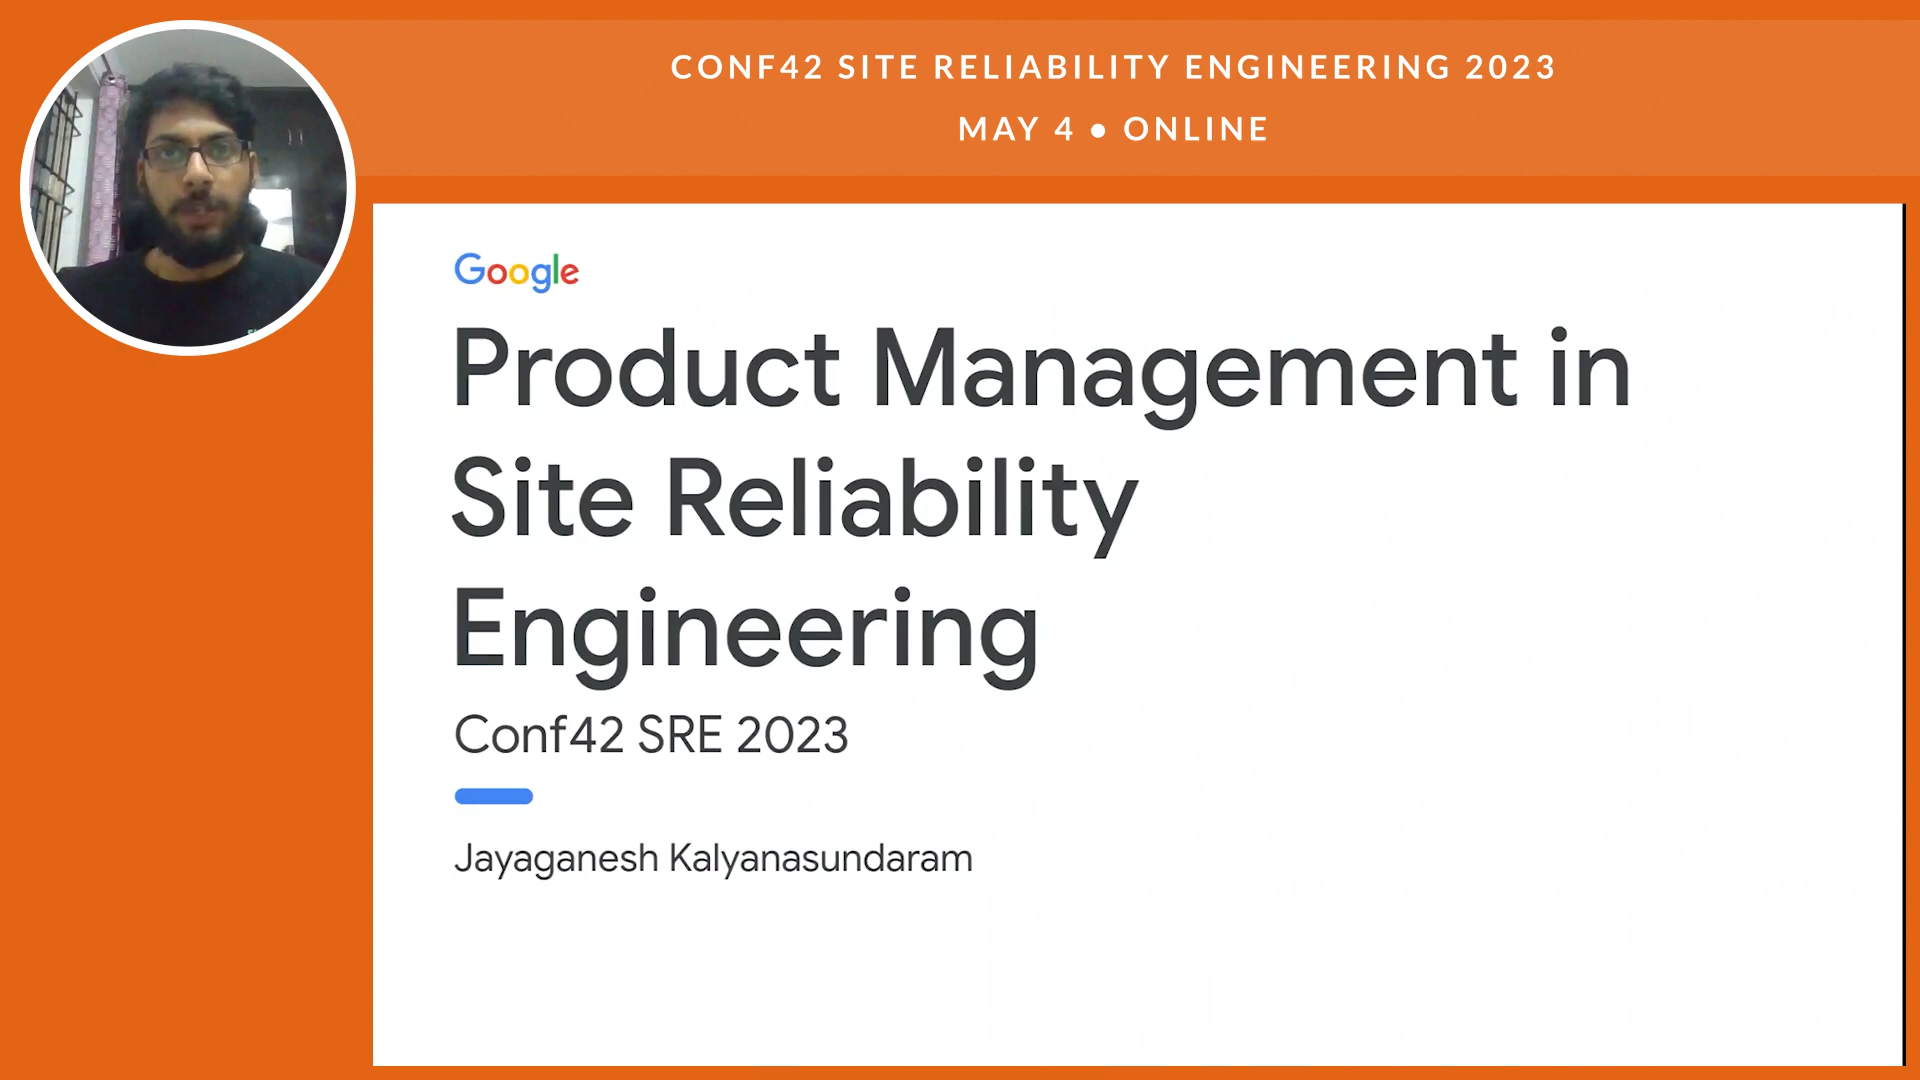 CONF42 SITE RELIABILITY ENGINEERING 2023
MAY 4 ● ONLINE
Google
Product Management in
Site Reliability
Engineering
Conf42 SRE 2023
Jayaganesh Kalyanasundaram